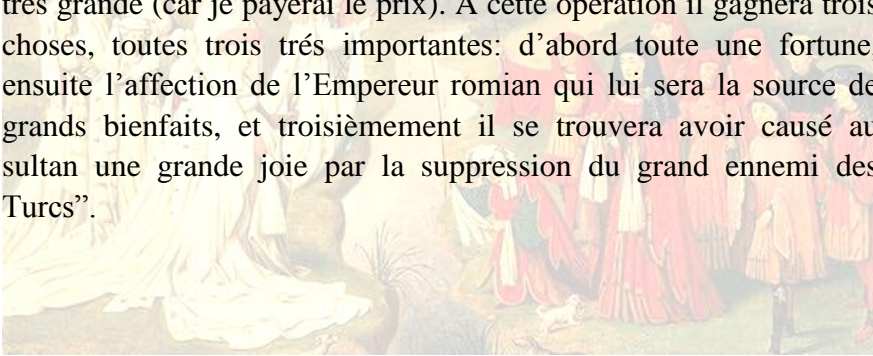 très grande (car je payerai le prix). A cette opération il gagnera trois
choses, toutes trois trés importantes: d’abord toute une fortune,
ensuite l’affection de l’Empereur romian qui lui sera la source de
grands bienfaits, et troisièmement il se trouvera avoir causé au
sultan une grande joie par la suppression du grand ennemi des
Turcs”.